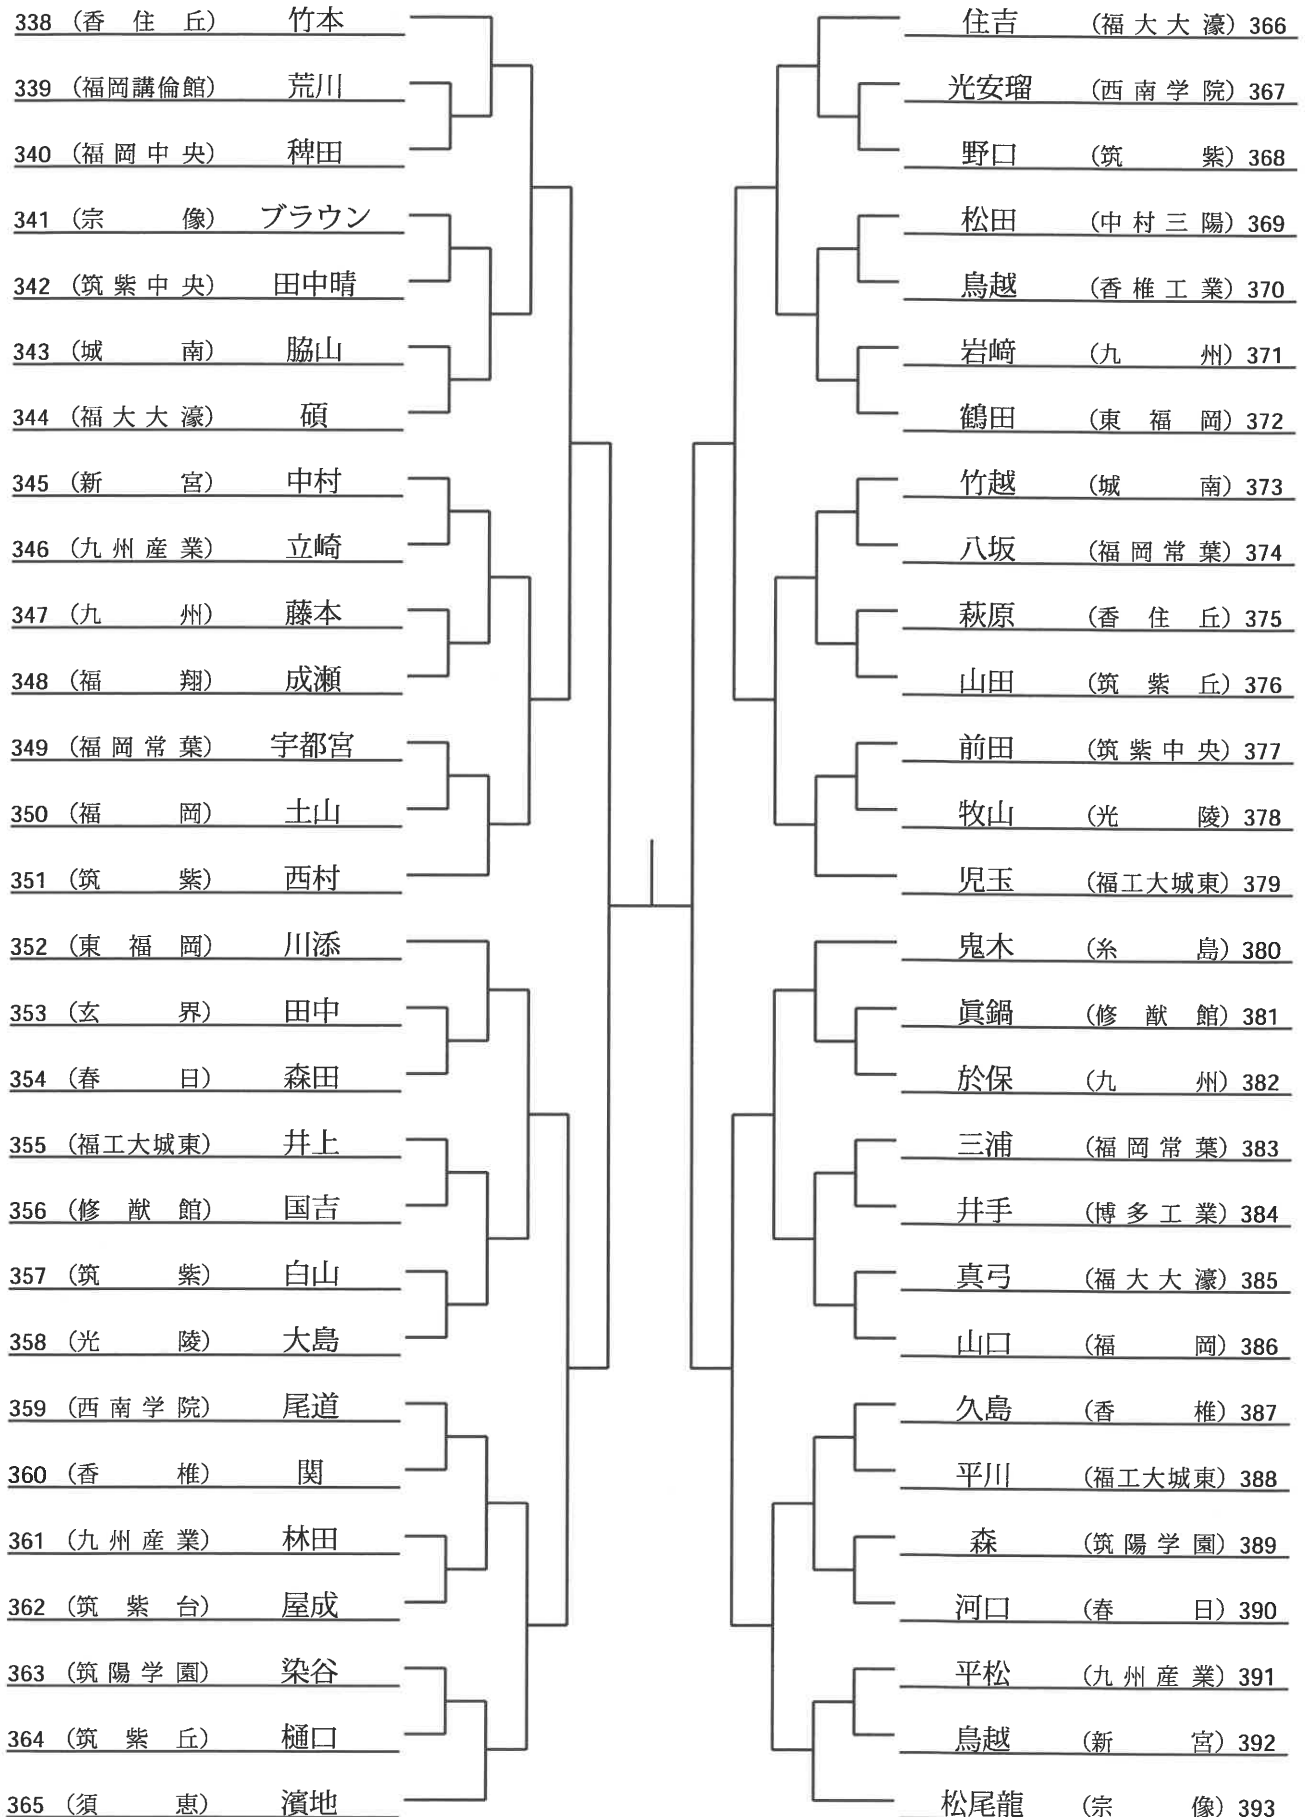 338 （香住丘） 竹本
339 （福岡講倫館） 荒川
340 （福岡中央） 稗田
341 （宗像） ブラウン
342 （筑紫中央） 田中晴
343 （城南） 脇山
344 （福大大濠） 碩
345 （新宮） 中村
346 （九州産業） 立崎
347 （九州） 藤本
348 （福翔） 成瀬
349 （福岡常葉） 宇都宮
350 （福岡） 土山
351 （筑紫） 西村
352 （東福岡） 川添
353 （玄界） 田中
354 （春日） 森田
355 （福工大城東） 井上
356 （修猷館） 国吉
357 （筑紫） 白山
358 （光陵） 大島
359 （西南学院） 尾道
360 （香椎） 関
361 （九州産業） 林田
362 （筑紫台） 屋成
363 （筑陽学園） 染谷
364 （筑紫丘） 樋口
365 （須恵） 濱地
住吉 （福大大濠） 366
光安瑠 （西南学院） 367
野口 （筑紫） 368
松田 （中村三陽） 369
鳥越 （香椎工業） 370
岩﨑 （九州） 371
鶴田 （東福岡） 372
竹越 （城南） 373
八坂 （福岡常葉） 374
萩原 （香住丘） 375
山田 （筑紫丘） 376
前田 （筑紫中央） 377
牧山 （光陵） 378
児玉 （福工大城東） 379
鬼木 （糸島） 380
眞鍋 （修猷館） 381
於保 （九州） 382
三浦 （福岡常葉） 383
井手 （博多工業） 384
真弓 （福大大濠） 385
山口 （福岡） 386
久島 （香椎） 387
平川 （福工大城東） 388
森 （筑陽学園） 389
河口 （春日） 390
平松 （九州産業） 391
鳥越 （新宮） 392
松尾龍 （宗像） 393